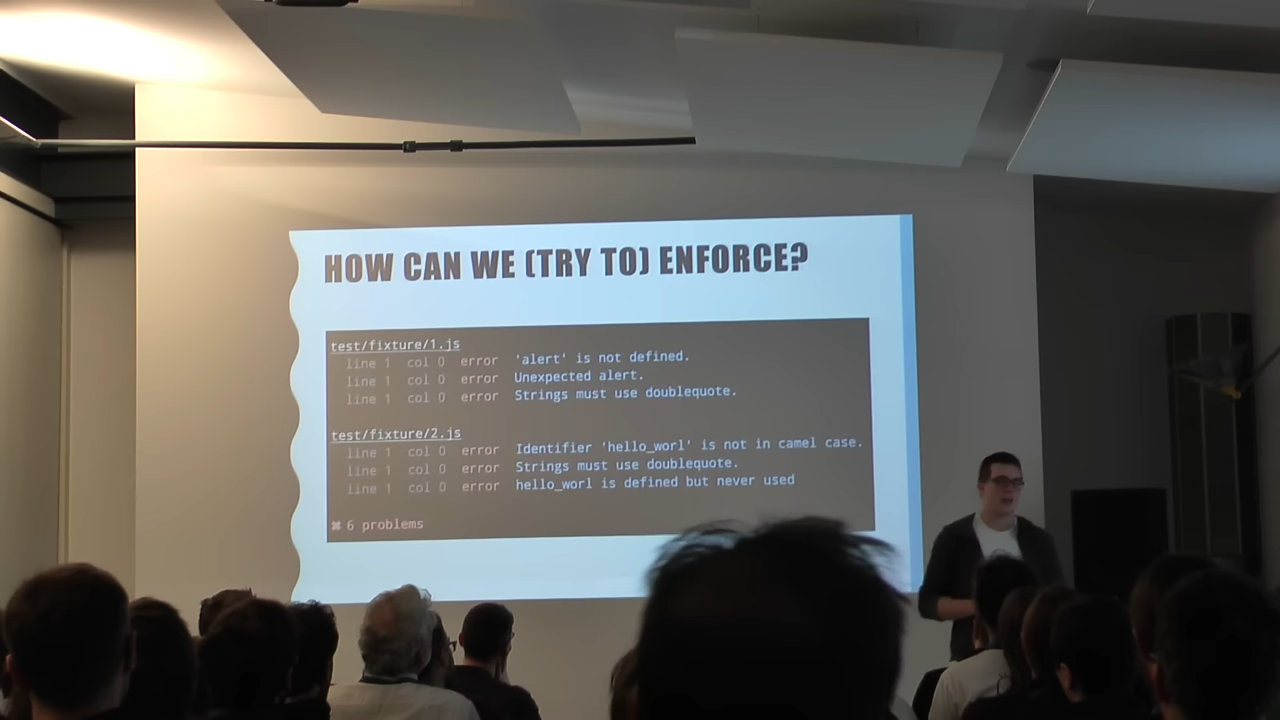 HOW CAN WE (TRY TO) ENFORCE?
test/fixture/1.js
line 1 col 0 error 'alert' is not defined.
line 1 col 0 error Unexpected alert.
line 1 col 0 error Strings must use doublequote.
test/fixture/2.js
line 1 col 0 error Identifier 'hello_worl' is not in camel case.
line 1 col 0 error Strings must use doublequote.
line 1 col 0 error hello_worl is defined but never used
⌘ 6 problems